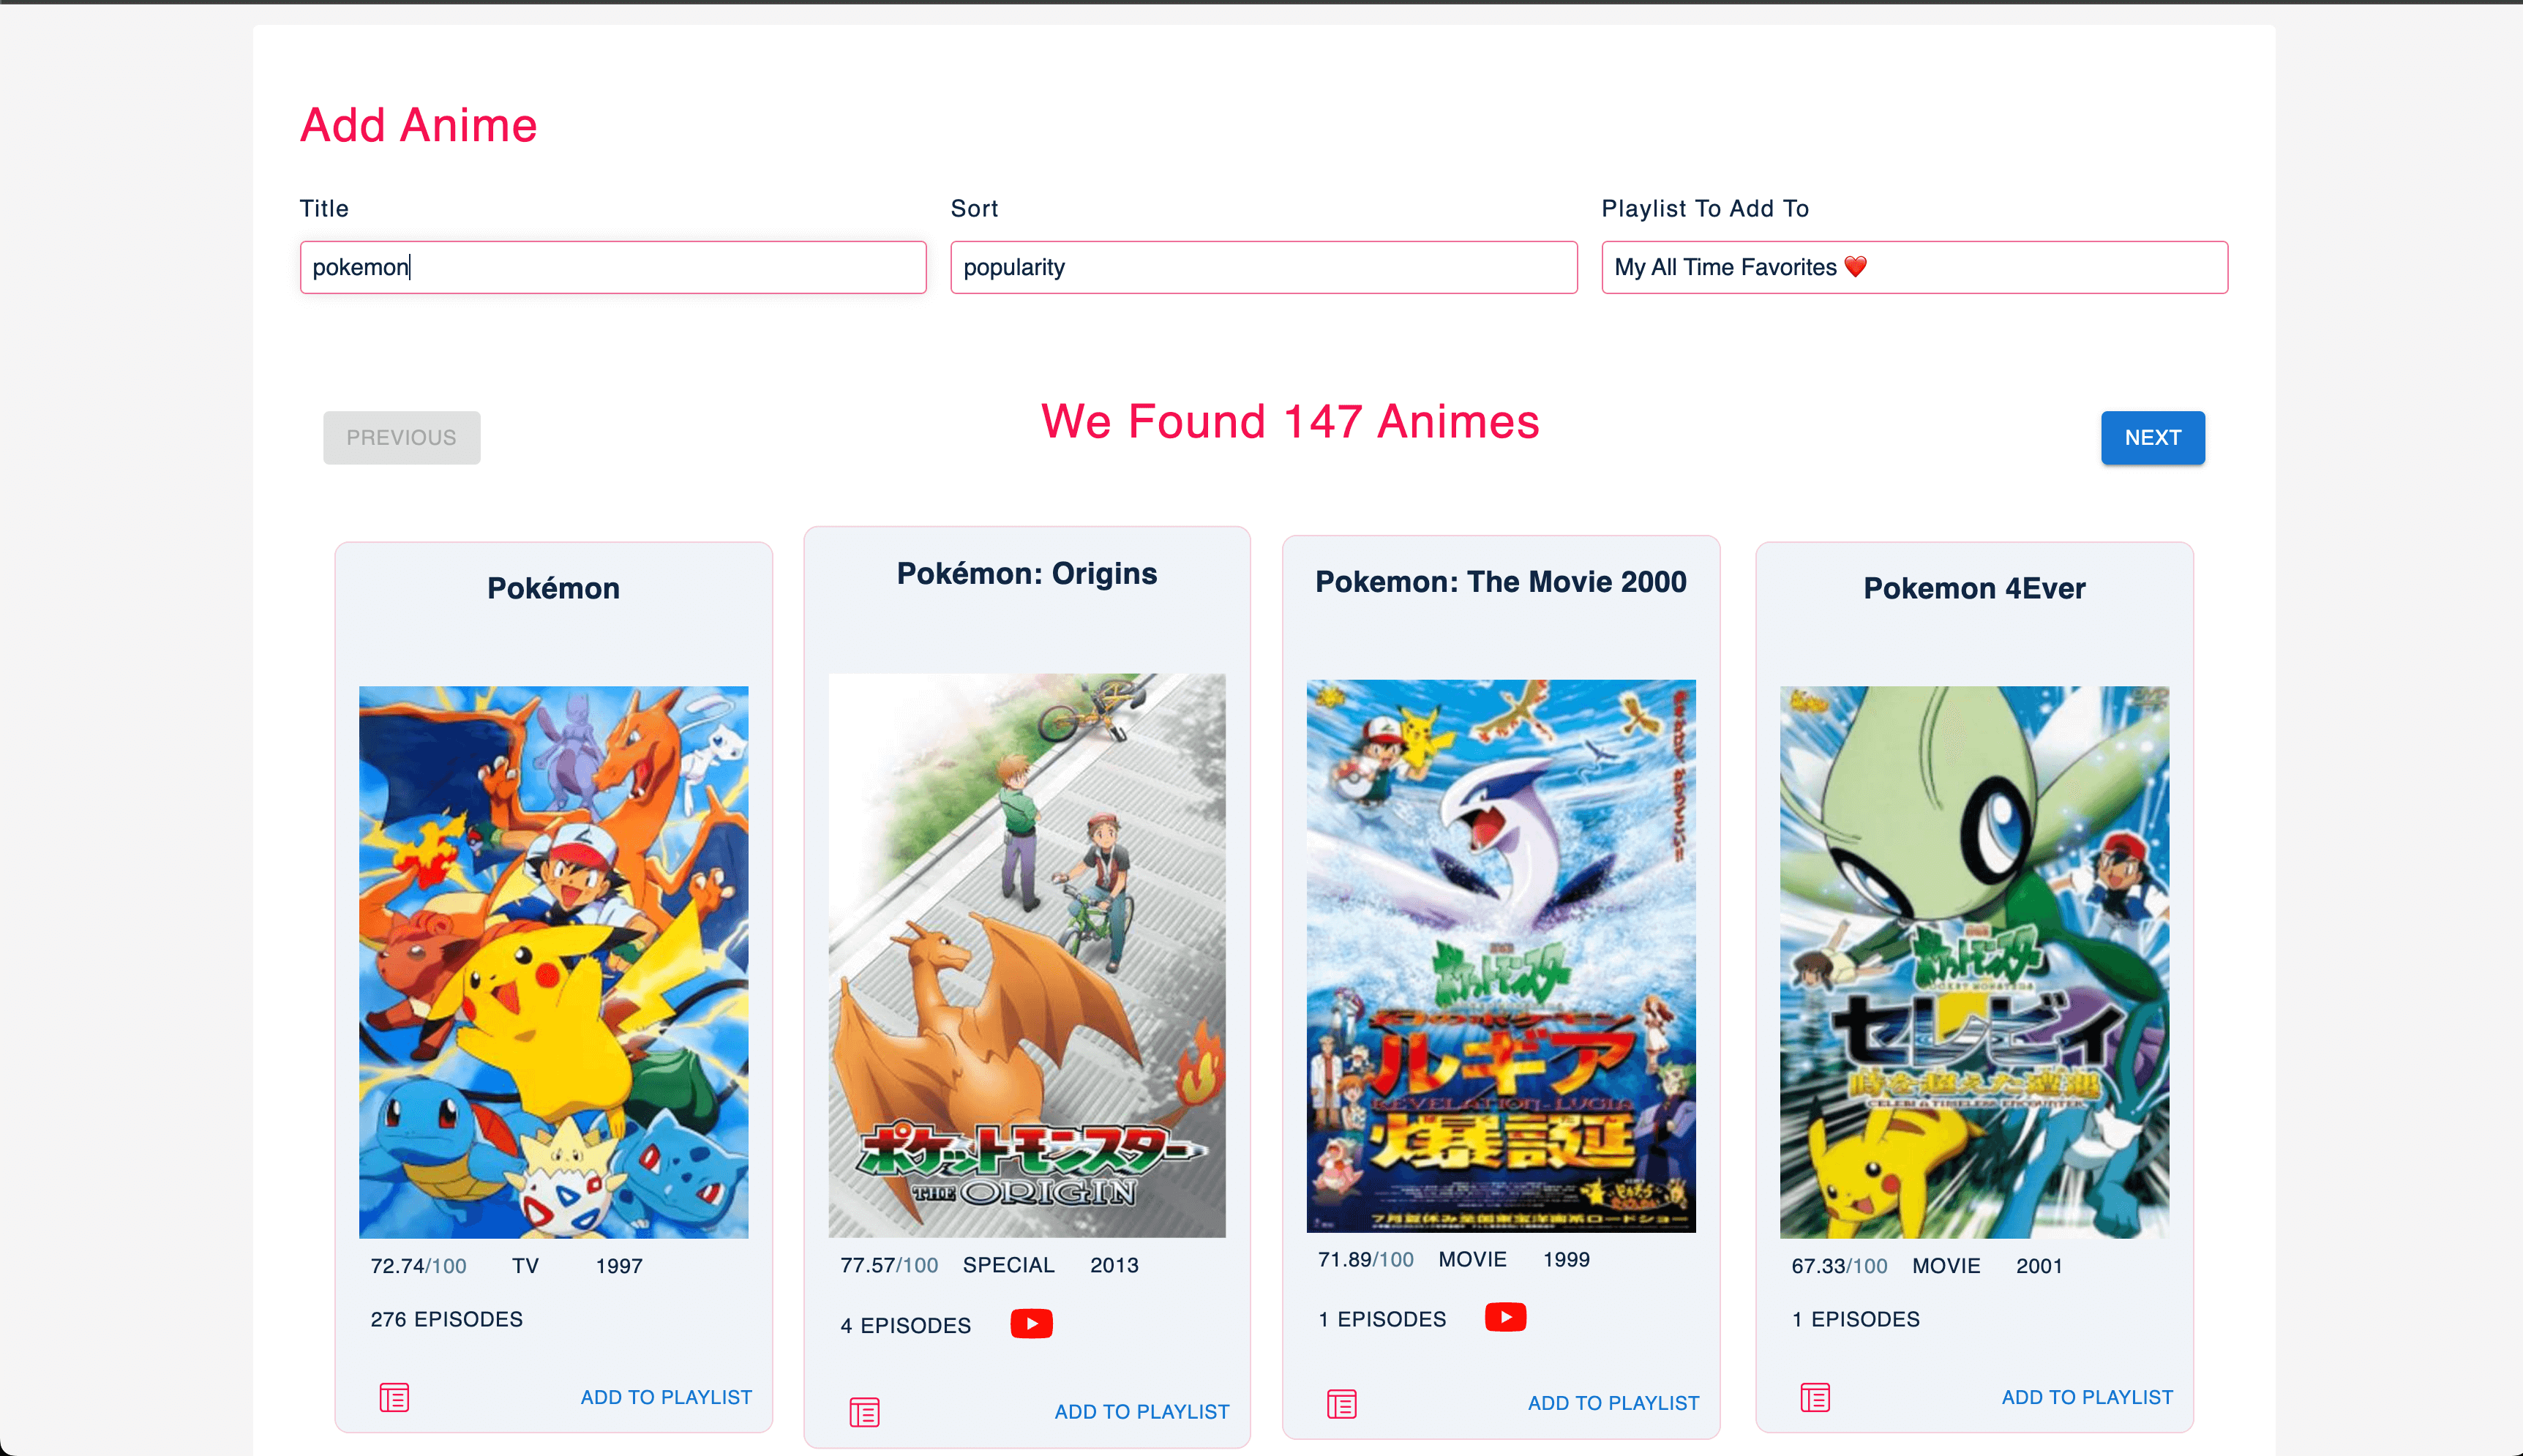 Add Anime
Title
Sort
Playlist To Add To
pokemon
popularity
My All Time Favorites ❤️
PREVIOUS
We Found 147 Animes
NEXT
Pokémon
72.74/100 TV 1997
276 EPISODES
ADD TO PLAYLIST
Pokémon: Origins
ポケットモンスター
THE ORIGIN
77.57/100 SPECIAL 2013
4 EPISODES
ADD TO PLAYLIST
Pokemon: The Movie 2000
ポケットモンスター
ルギア
REVELATION-LUGIA
爆誕
71.89/100 MOVIE 1999
1 EPISODES
ADD TO PLAYLIST
Pokemon 4Ever
ポケットモンスター
POCKET MONSTERS
セレビィ
時を超えた遭遇
CELEBI A TIMELESS ENCOUNTER
67.33/100 MOVIE 2001
1 EPISODES
ADD TO PLAYLIST